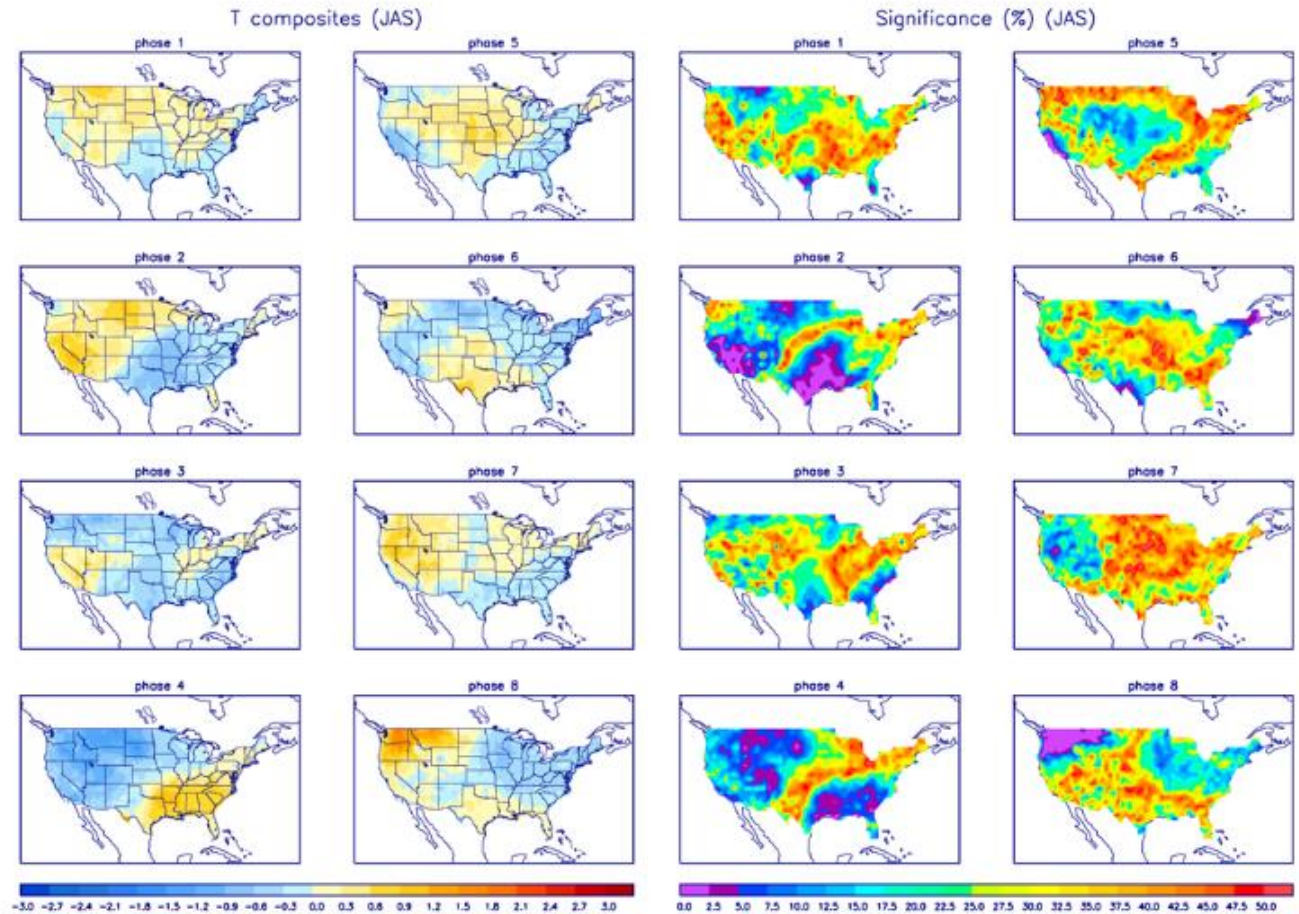 T composites (JAS) Significance (%) (JAS)
phase 1 phase 5 phase 1 phase 5
phase 2 phase 6 phase 2 phase 6
phase 3 phase 7 phase 3 phase 7
phase 4 phase 8 phase 4 phase 8
-3.0 -2.7 -2.4 -2.1 -1.8 -1.5 -1.2 -0.9 -0.6 -0.3 0.0 0.3 0.6 0.9 1.2 1.5 1.8 2.1 2.4 2.7 3.0 0.0 2.5 5.0 7.5 10.0 12.5 15.0 17.5 20.0 22.5 25.0 27.5 30.0 32.5 35.0 37.5 40.0 42.5 45.0 47.5 50.0